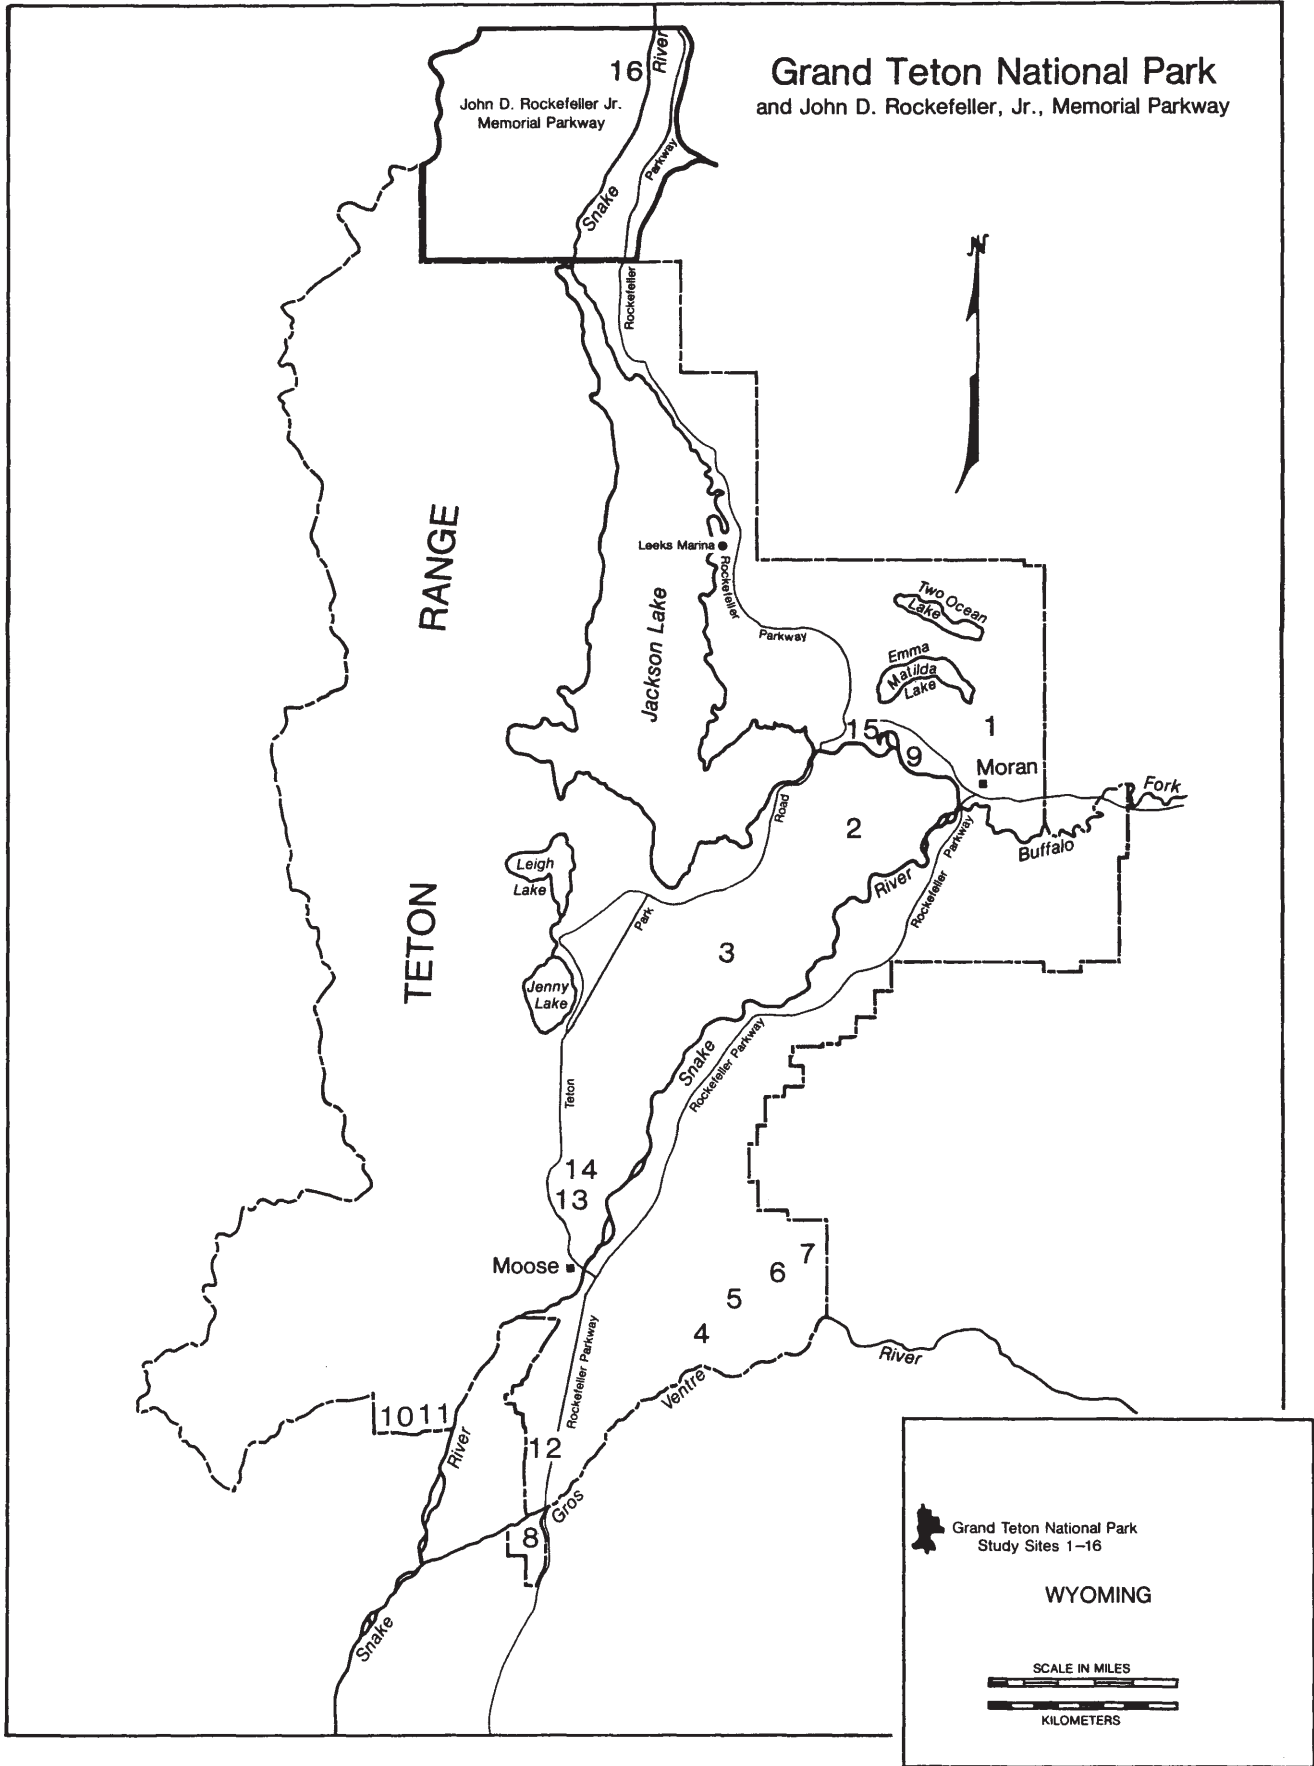 Grand Teton National Park
and John D. Rockefeller, Jr., Memorial Parkway
16
River
John D. Rockefeller Jr.
Memorial Parkway
Parkway
Snake
N
Rockefeller
RANGE
TETON
Leeks Marina
Rockefeller
Parkway
Jackson Lake
Two Ocean
Lake
Emma
Matilda
Lake
1
15
9
Moran
Fork
Buffalo
Road
2
Parkway
Rockefeller
River
Leigh
Lake
Park
3
Jenny
Lake
Snake
Rockefeller Parkway
Teton
14
13
Moose
7
6
5
4
River
Ventre
Rockefeller Parkway
10 11
River
12
Gros
8
Snake
Grand Teton National Park
Study Sites 1–16
WYOMING
SCALE IN MILES
KILOMETERS